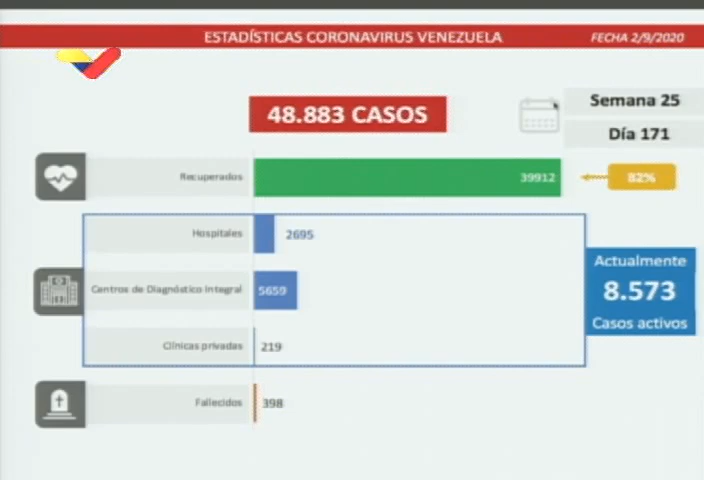 ESTADÍSTICAS CORONAVIRUS VENEZUELA
FECHA 2/9/2020
48.883 CASOS
Semana 25
Día 171
Recuperados
39912
82%
Hospitales
2695
Centros de Diagnóstico Integral
5659
Clínicas privadas
219
Actualmente
8.573
Casos activos
Fallecidos
398